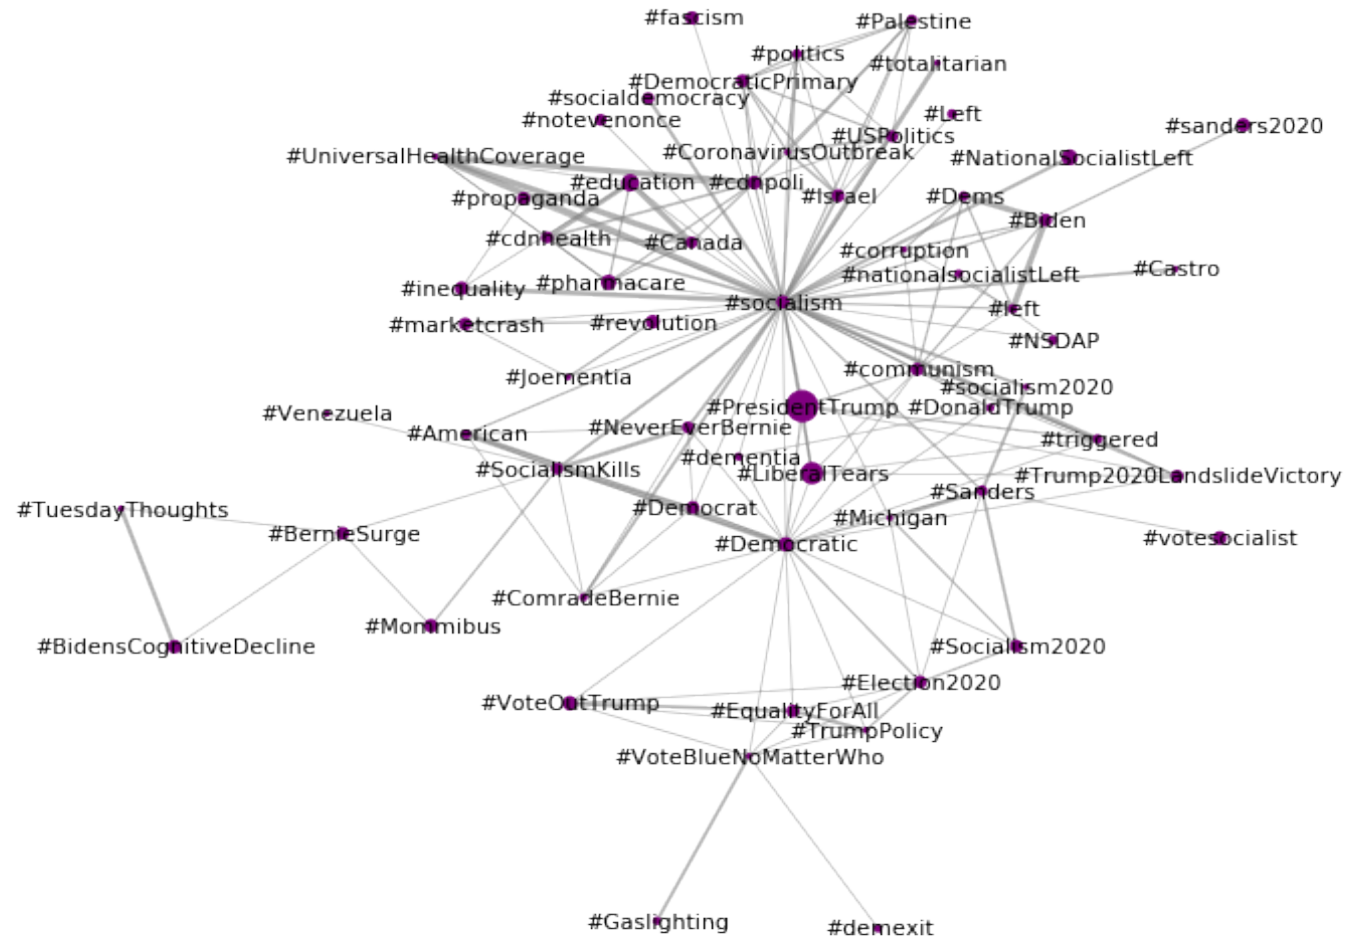 #fascism
#Palestine
#politics
#totalitarian
#DemocraticPrimary
#socialdemocracy
#Left
#notevenonce
#sanders2020
#USPolitics
#CoronavirusOutbreak
#UniversalHealthCoverage
#NationalSocialistLeft
#education
#cdnpoli
#propaganda
#Israel
#Dems
#Biden
#cdnhealth
#Canada
#corruption
#Castro
#nationalsocialistLeft
#pharmacare
#inequality
#socialism
#left
#marketcrash
#revolution
#NSDAP
#communism
#Joementia
#socialism2020
#PresidentTrump
#DonaldTrump
#Venezuela
#NeverEverBernie
#American
#triggered
#dementia
#SocialismKills
#LiberalTears
#Trump2020LandslideVictory
#Sanders
#TuesdayThoughts
#Democrat
#Michigan
#BernieSurge
#votesocialist
#Democratic
#ComradeBernie
#Mommibus
#BidensCognitiveDecline
#Socialism2020
#Election2020
#VoteOutTrump
#EqualityForAll
#TrumpPolicy
#VoteBlueNoMatterWho
#Gaslighting
#demexit